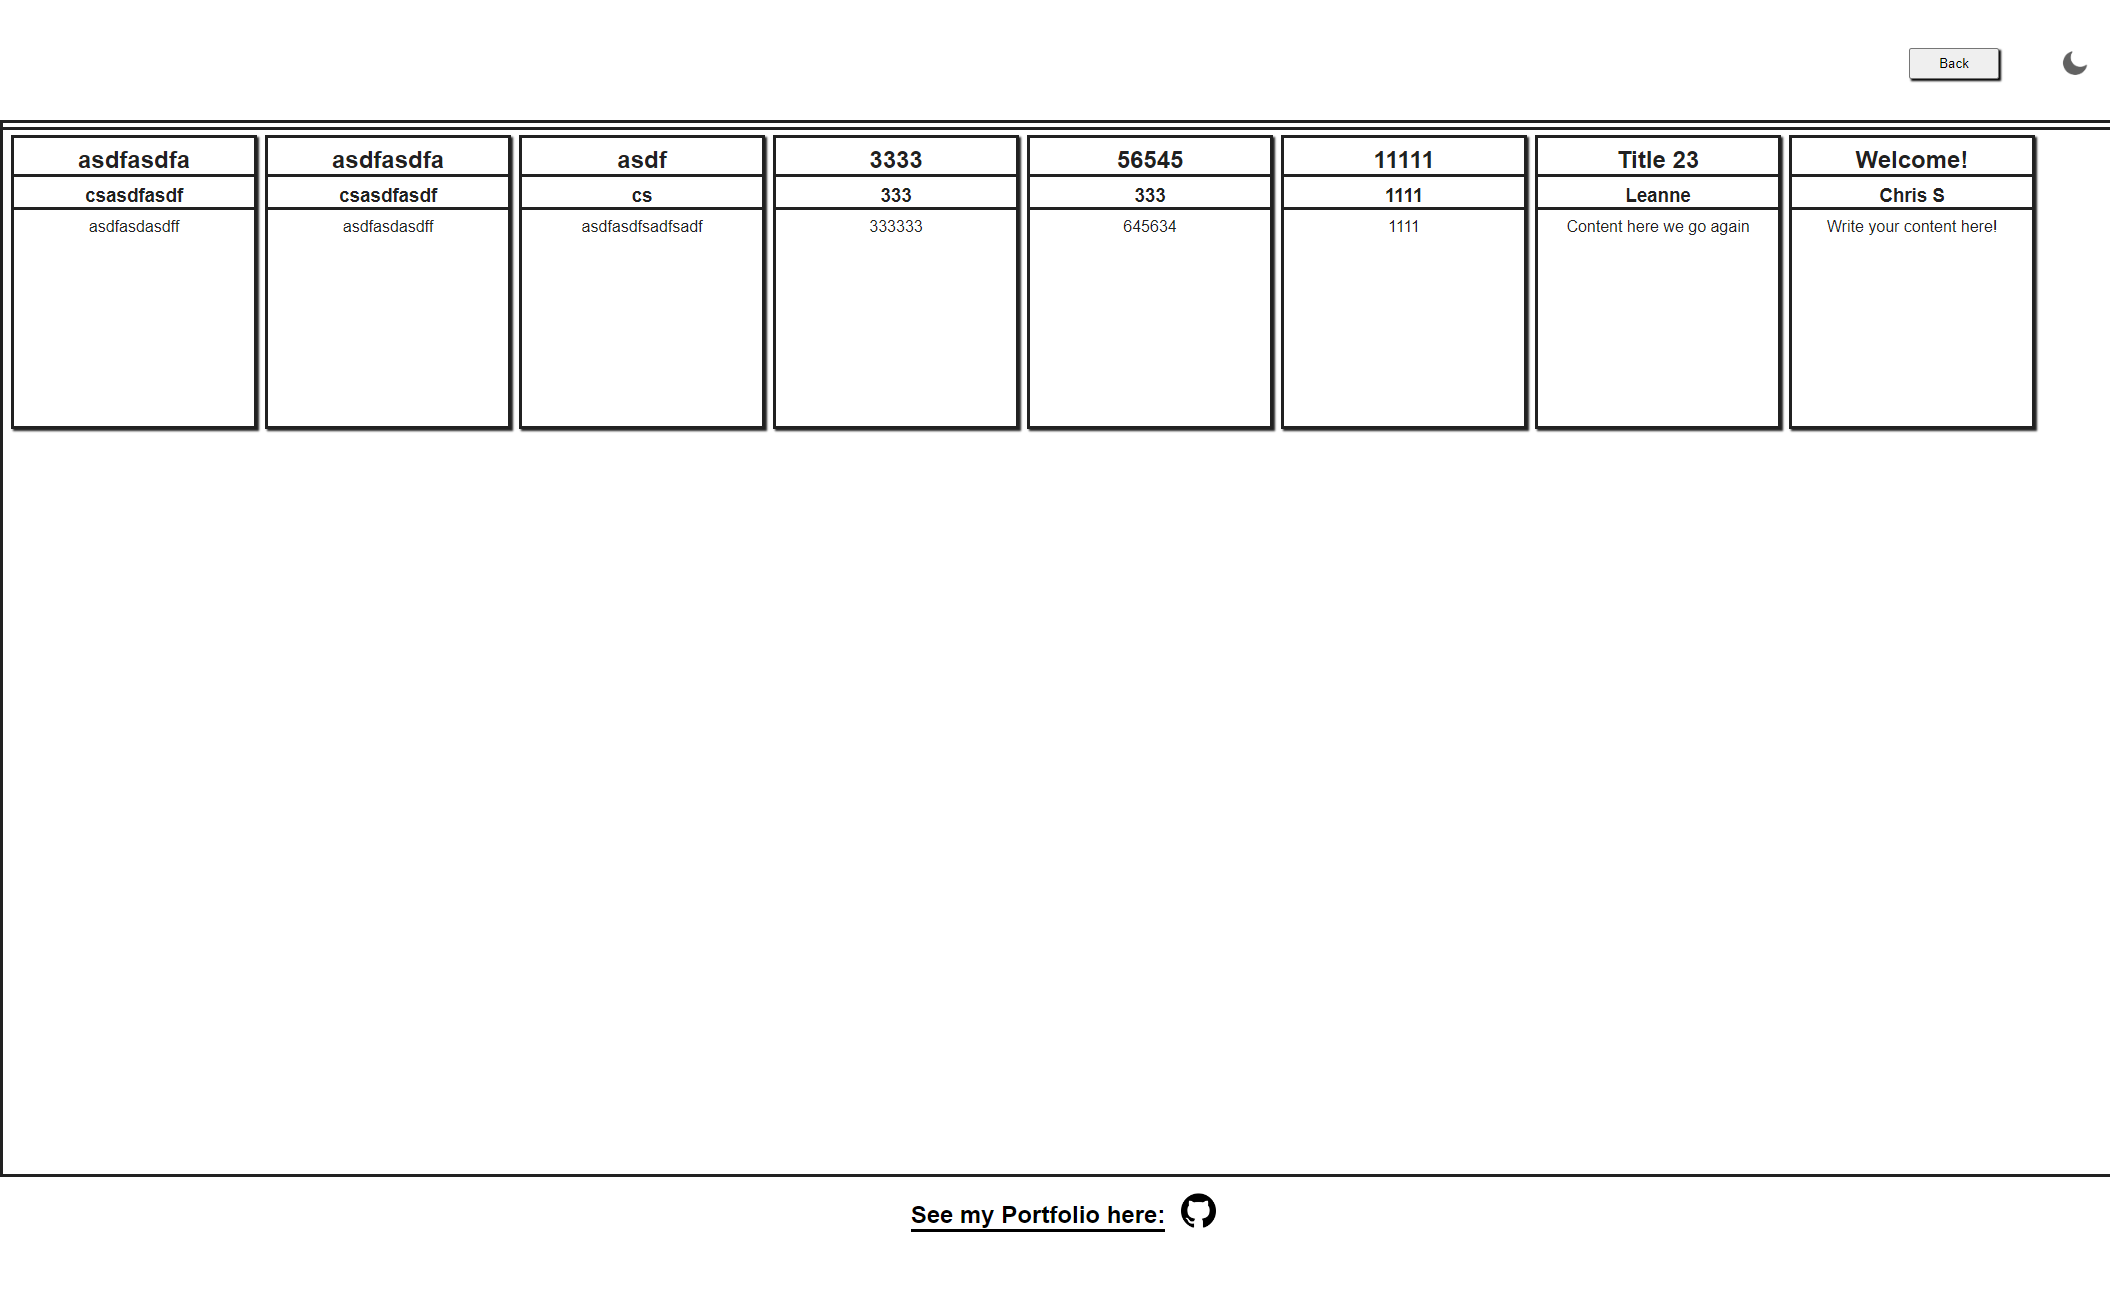 Back
asdfasdfa
csasdfasdf
asdfasdasdff
asdfasdfa
csasdfasdf
asdfasdasdff
asdf
cs
asdfasdfsadfsadf
3333
333
333333
56545
333
645634
11111
1111
1111
Title 23
Leanne
Content here we go again
Welcome!
Chris S
Write your content here!
See my Portfolio here: